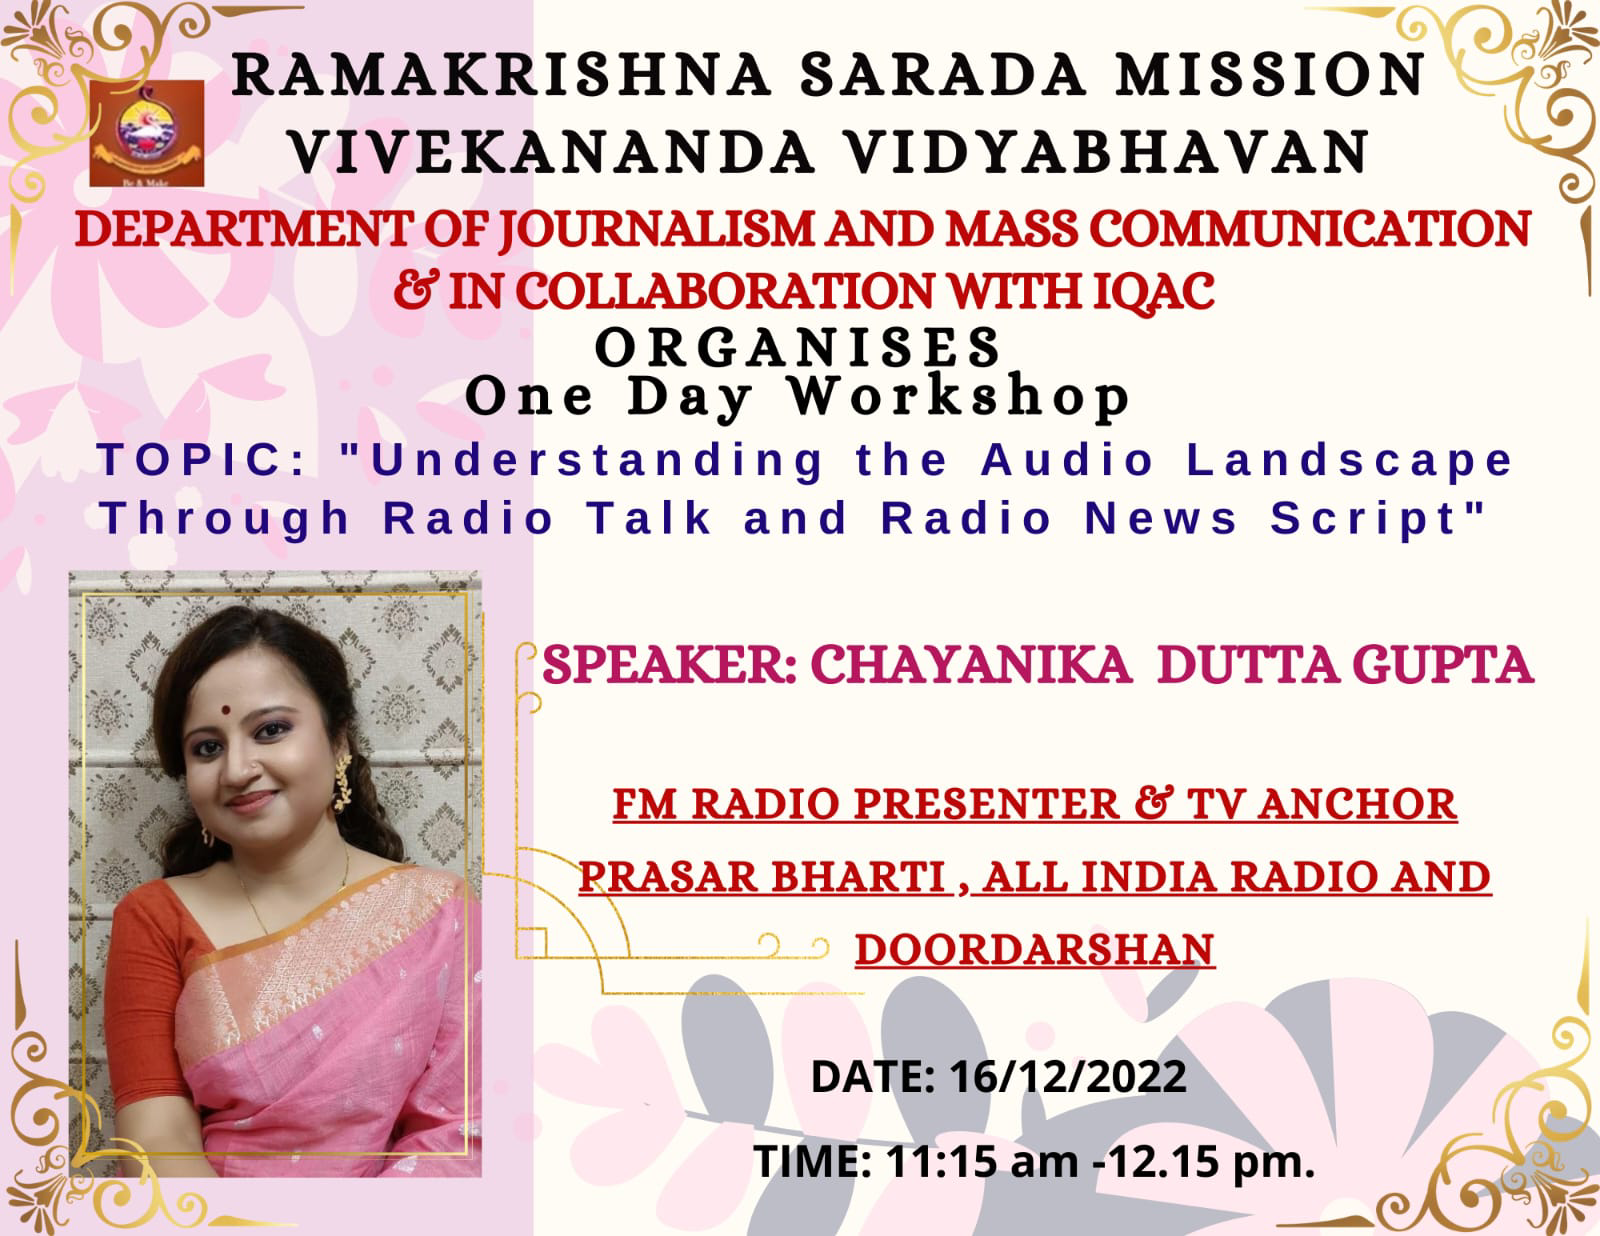 RAMAKRISHNA SARADA MISSION
VIVEKANANDA VIDYABHAVAN
Be & Make
DEPARTMENT OF JOURNALISM AND MASS COMMUNICATION
& IN COLLABORATION WITH IQAC
ORGANISES
One Day Workshop
TOPIC: "Understanding the Audio Landscape
Through Radio Talk and Radio News Script"
SPEAKER: CHAYANIKA DUTTA GUPTA
FM RADIO PRESENTER & TV ANCHOR
PRASAR BHARTI , ALL INDIA RADIO AND
DOORDARSHAN
DATE: 16/12/2022
TIME: 11:15 am -12.15 pm.